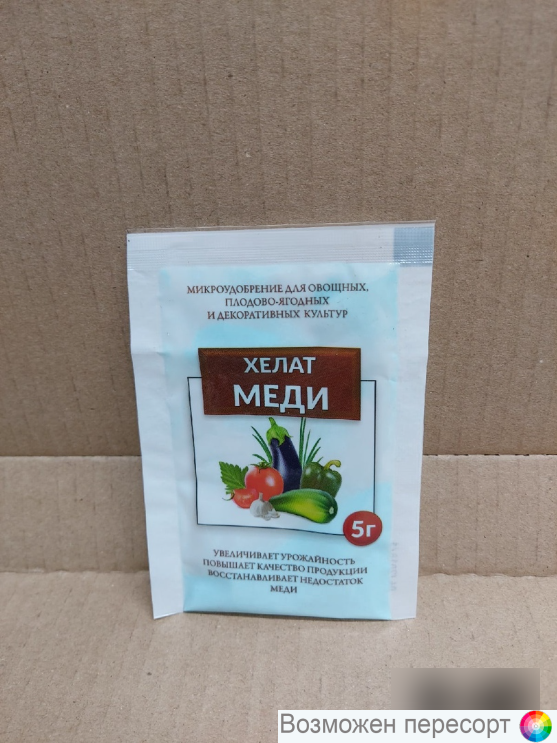 МИКРОУДОБРЕНИЕ ДЛЯ ОВОЩНЫХ,
ПЛОДОВО-ЯГОДНЫХ
И ДЕКОРАТИВНЫХ КУЛЬТУР
ХЕЛАТ
МЕДИ
5г
УВЕЛИЧИВАЕТ УРОЖАЙНОСТЬ
ПОВЫШАЕТ КАЧЕСТВО ПРОДУКЦИИ
ВОССТАНАВЛИВАЕТ НЕДОСТАТОК
МЕДИ
Возможен пересорт